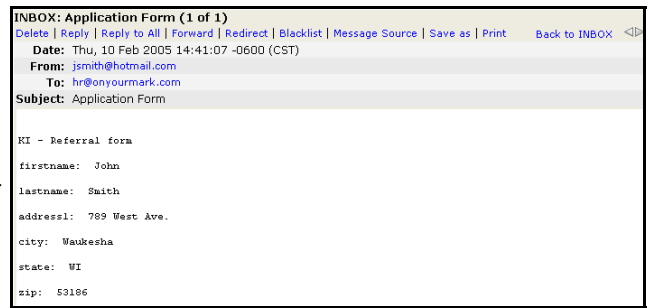 INBOX: Application Form (1 of 1)
Delete | Reply | Reply to All | Forward | Redirect | Blacklist | Message Source | Save as | Print Back to INBOX
Date: Thu, 10 Feb 2005 14:41:07 -0600 (CST)
From: jsmith@hotmail.com
To: hr@onyourmark.com
Subject: Application Form
KI - Referral form
firstname: John
lastname: Smith
address1: 789 West Ave.
city: Waukesha
state: WI
zip: 53186